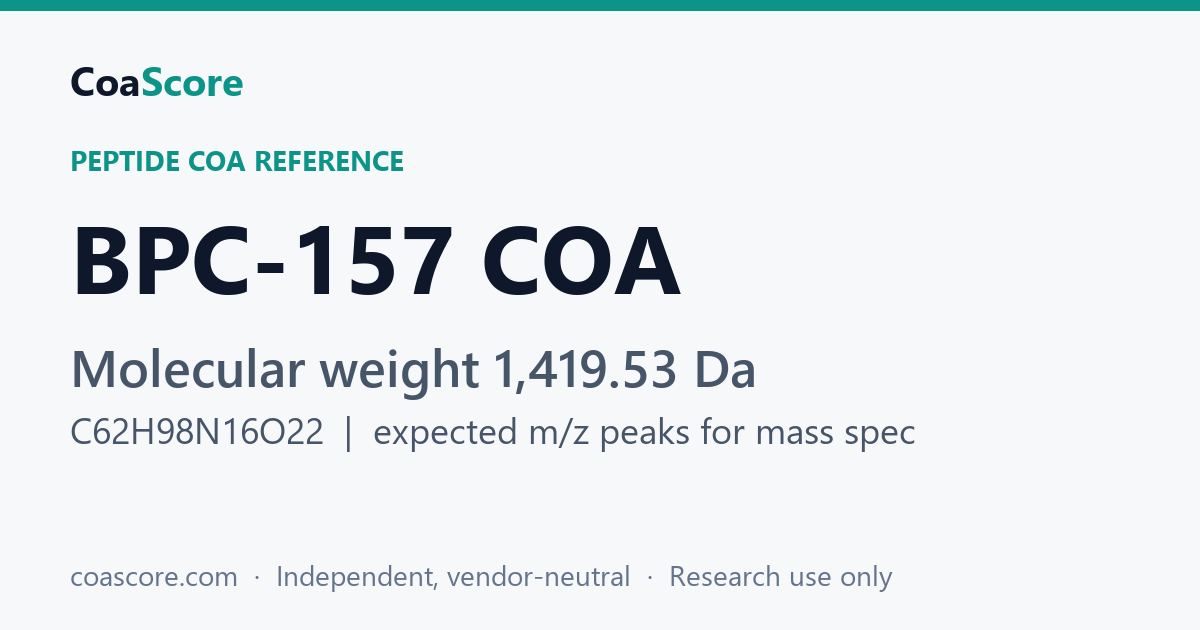 CoaScore
PEPTIDE COA REFERENCE
BPC-157 COA
Molecular weight 1,419.53 Da
C62H98N16O22 | expected m/z peaks for mass spec
coascore.com · Independent, vendor-neutral · Research use only